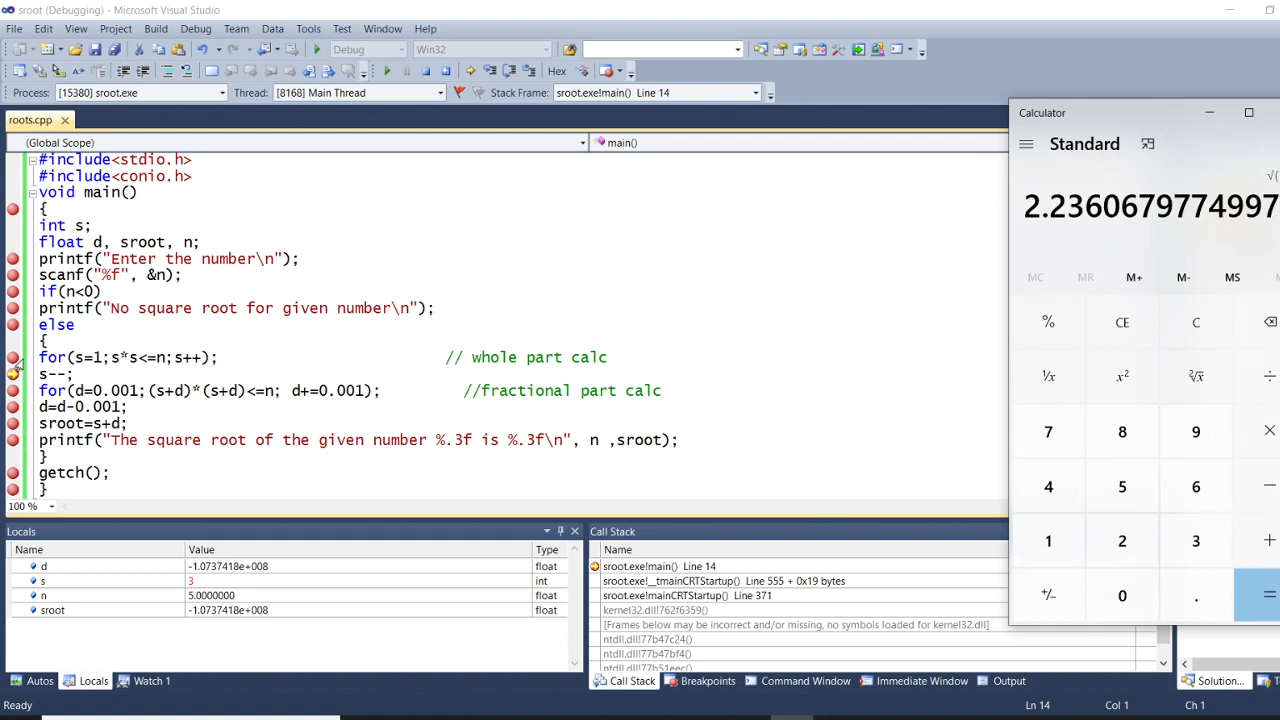 sroot (Debugging) - Microsoft Visual Studio
File Edit View Project Build Debug Team Data Tools Test Window Help
Debug Win32
Hex
Process: [15380] sroot.exe Thread: [8168] Main Thread Stack Frame: sroot.exe!main() Line 14
roots.cpp
(Global Scope) main()
#include<stdio.h>
#include<conio.h>
void main()
{
int s;
float d, sroot, n;
printf("Enter the number\n");
scanf("%f", &n);
if(n<0)
printf("No square root for given number\n");
else
{
for(s=1;s*s<=n;s++); // whole part calc
s--;
for(d=0.001;(s+d)*(s+d)<=n; d+=0.001); //fractional part calc
d=d-0.001;
sroot=s+d;
printf("The square root of the given number %.3f is %.3f\n", n ,sroot);
}
getch();
}
100 %
Calculator
Standard
√(
2.2360679774997
MC MR M+ M- MS
% CE C
¹/x x² ²√x ÷
7 8 9 ×
4 5 6 −
1 2 3 +
+/− 0 . =
Locals
Name Value Type
d -1.0737418e+008 float
s 3 int
n 5.0000000 float
sroot -1.0737418e+008 float
Autos Locals Watch 1
Call Stack
Name
sroot.exe!main() Line 14
sroot.exe!__tmainCRTStartup() Line 555 + 0x19 bytes
sroot.exe!mainCRTStartup() Line 371
kernel32.dll!762f6359()
[Frames below may be incorrect and/or missing, no symbols loaded for kernel32.dll]
ntdll.dll!77b47c24()
ntdll.dll!77b47bf4()
ntdll.dll!77b51eec()
Call Stack Breakpoints Command Window Immediate Window Output
Solution...
Ready Ln 14 Col 1 Ch 1